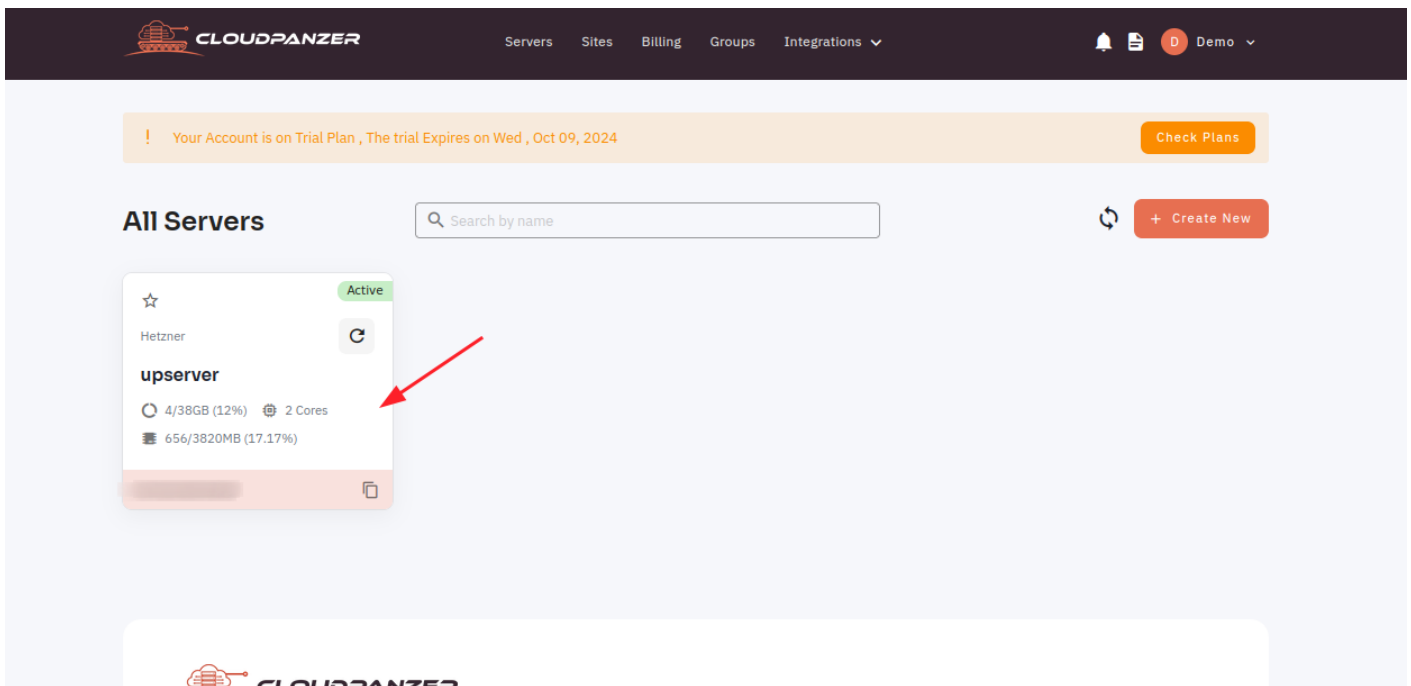 CLOUDPANZER Servers Sites Billing Groups Integrations D Demo
! Your Account is on Trial Plan , The trial Expires on Wed , Oct 09, 2024 Check Plans
All Servers Search by name + Create New
Active
Hetzner
upserver
4/38GB (12%) 2 Cores
656/3820MB (17.17%)
CLOUDPANZER